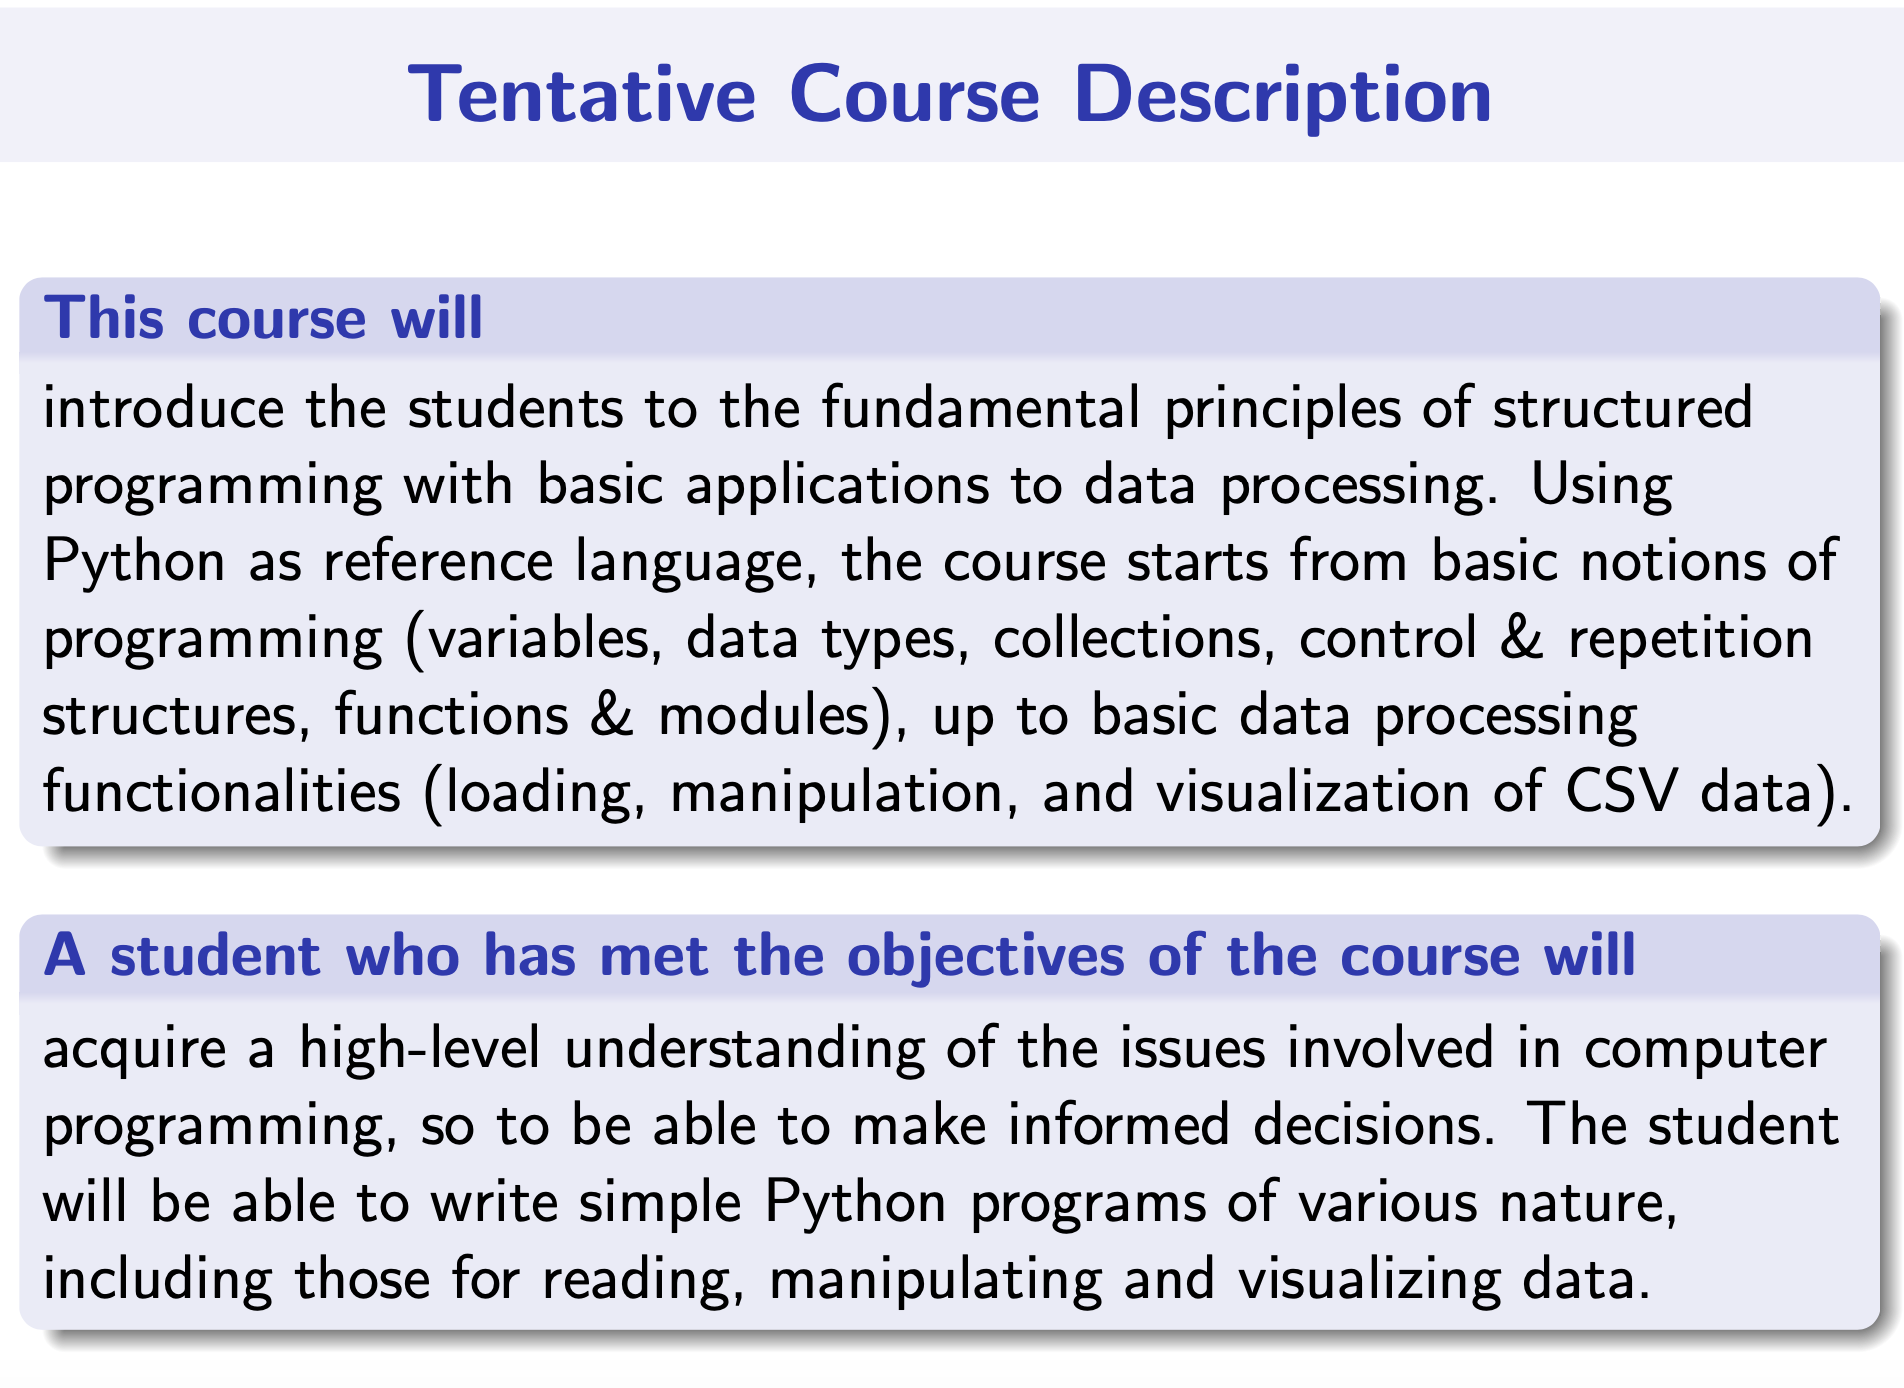 Tentative Course Description
This course will
introduce the students to the fundamental principles of structured
programming with basic applications to data processing. Using
Python as reference language, the course starts from basic notions of
programming (variables, data types, collections, control & repetition
structures, functions & modules), up to basic data processing
functionalities (loading, manipulation, and visualization of CSV data).
A student who has met the objectives of the course will
acquire a high-level understanding of the issues involved in computer
programming, so to be able to make informed decisions. The student
will be able to write simple Python programs of various nature,
including those for reading, manipulating and visualizing data.